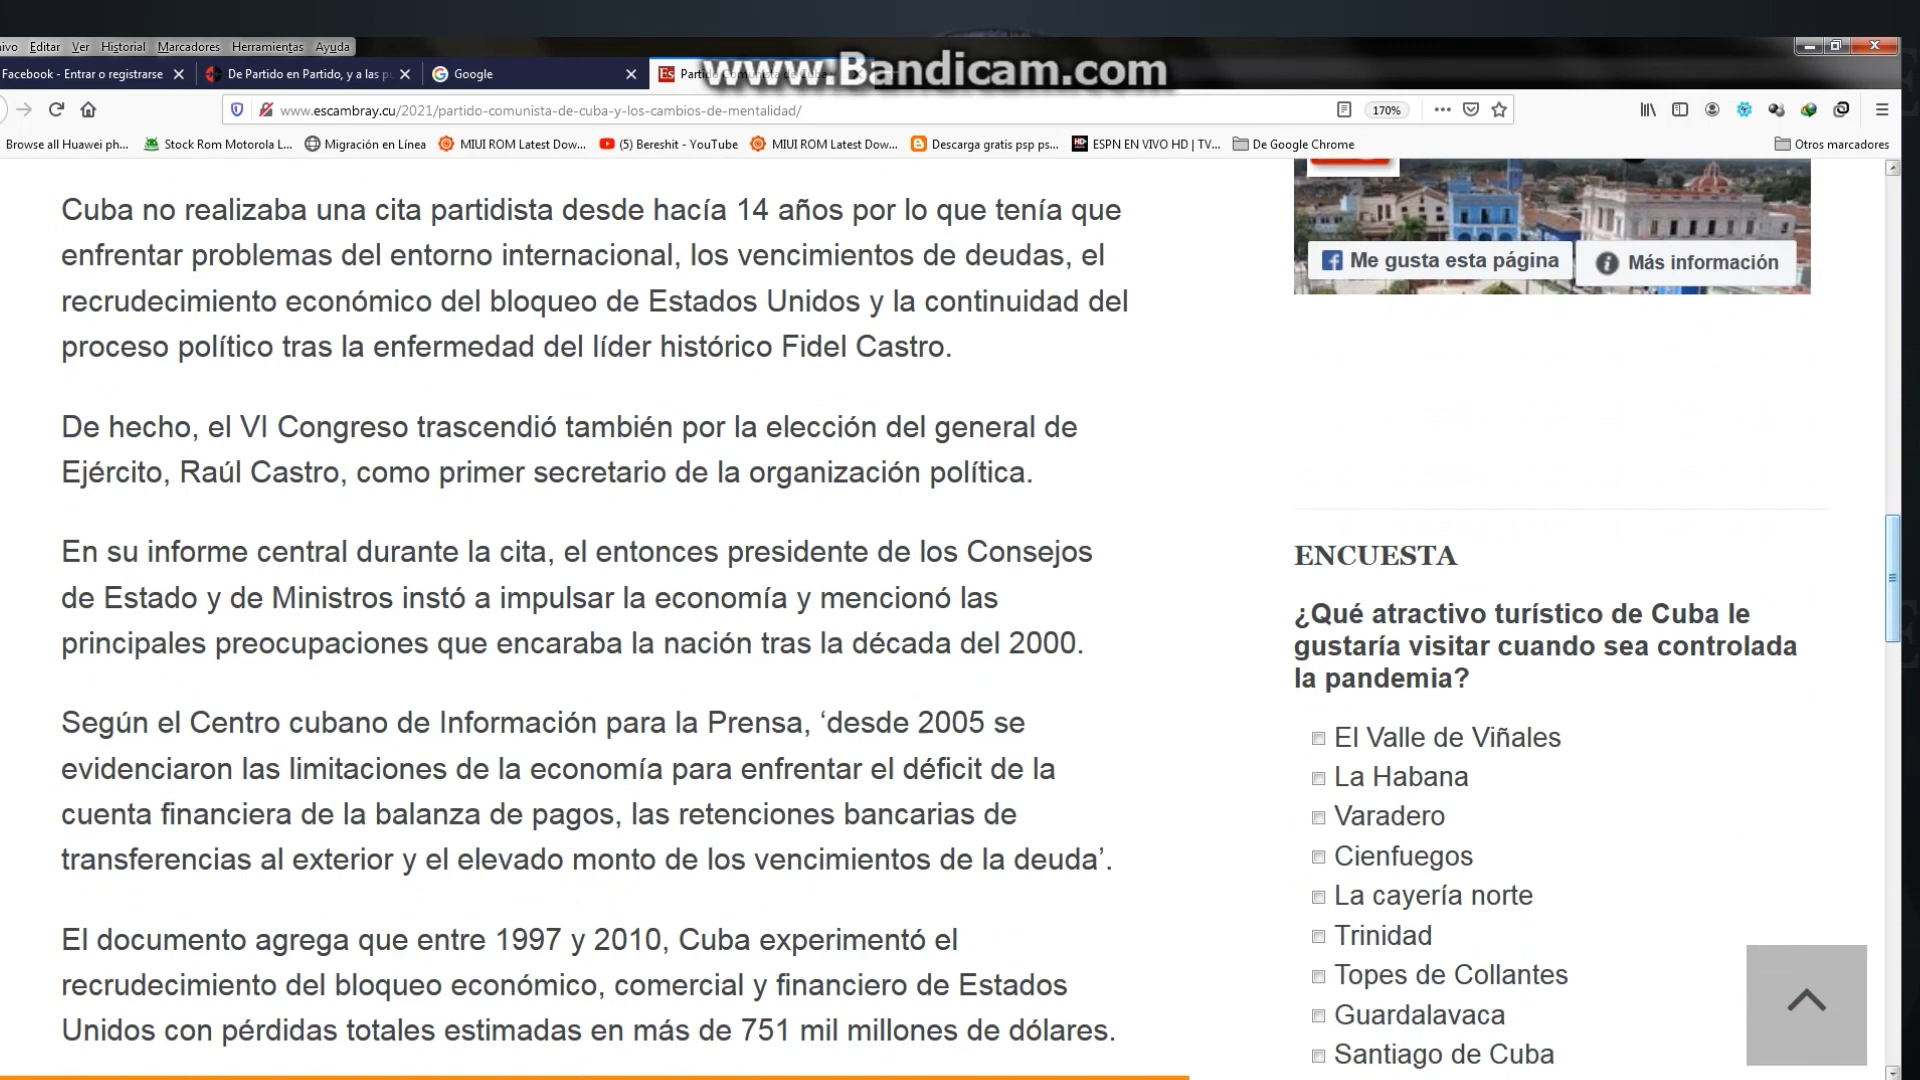 ivo Editar Ver Historial Marcadores Herramientas Ayuda
www.Bandicam.com
Facebook - Entrar o registrarse
De Partido en Partido, y a las p
Google
Es Partido Comunista de Cuba
www.escambray.cu/2021/partido-comunista-de-cuba-y-los-cambios-de-mentalidad/
170%
Browse all Huawei ph...
Stock Rom Motorola L...
Migración en Línea
MIUI ROM Latest Dow...
(5) Bereshit - YouTube
MIUI ROM Latest Dow...
Descarga gratis psp ps...
ESPN EN VIVO HD | TV...
De Google Chrome
Otros marcadores
Cuba no realizaba una cita partidista desde hacía 14 años por lo que tenía que
enfrentar problemas del entorno internacional, los vencimientos de deudas, el
recrudecimiento económico del bloqueo de Estados Unidos y la continuidad del
proceso político tras la enfermedad del líder histórico Fidel Castro.
De hecho, el VI Congreso trascendió también por la elección del general de
Ejército, Raúl Castro, como primer secretario de la organización política.
En su informe central durante la cita, el entonces presidente de los Consejos
de Estado y de Ministros instó a impulsar la economía y mencionó las
principales preocupaciones que encaraba la nación tras la década del 2000.
Según el Centro cubano de Información para la Prensa, ‘desde 2005 se
evidenciaron las limitaciones de la economía para enfrentar el déficit de la
cuenta financiera de la balanza de pagos, las retenciones bancarias de
transferencias al exterior y el elevado monto de los vencimientos de la deuda’.
El documento agrega que entre 1997 y 2010, Cuba experimentó el
recrudecimiento del bloqueo económico, comercial y financiero de Estados
Unidos con pérdidas totales estimadas en más de 751 mil millones de dólares.
Me gusta esta página
Más información
ENCUESTA
¿Qué atractivo turístico de Cuba le
gustaría visitar cuando sea controlada
la pandemia?
El Valle de Viñales
La Habana
Varadero
Cienfuegos
La cayería norte
Trinidad
Topes de Collantes
Guardalavaca
Santiago de Cuba